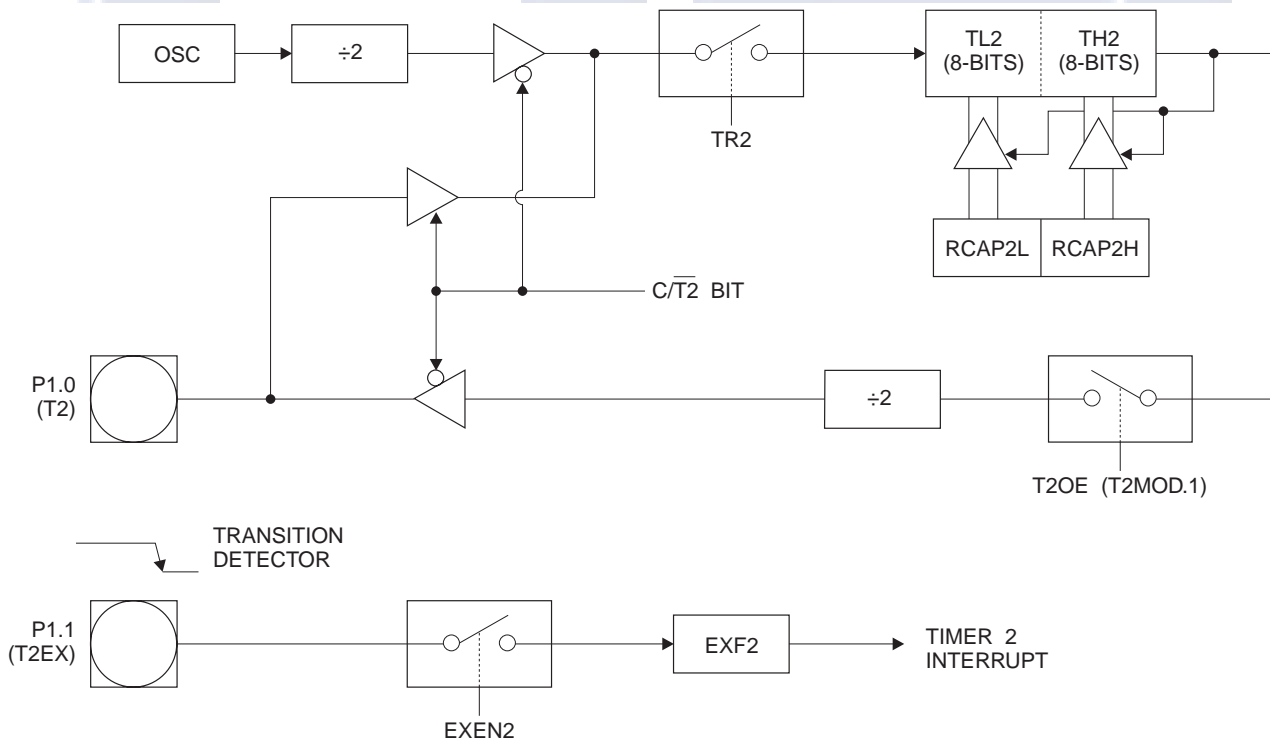 OSC
÷2
TR2
TL2
(8-BITS)
TH2
(8-BITS)
RCAP2L
RCAP2H
C/T2 BIT
P1.0
(T2)
÷2
T2OE (T2MOD.1)
TRANSITION
DETECTOR
P1.1
(T2EX)
EXEN2
EXF2
TIMER 2
INTERRUPT